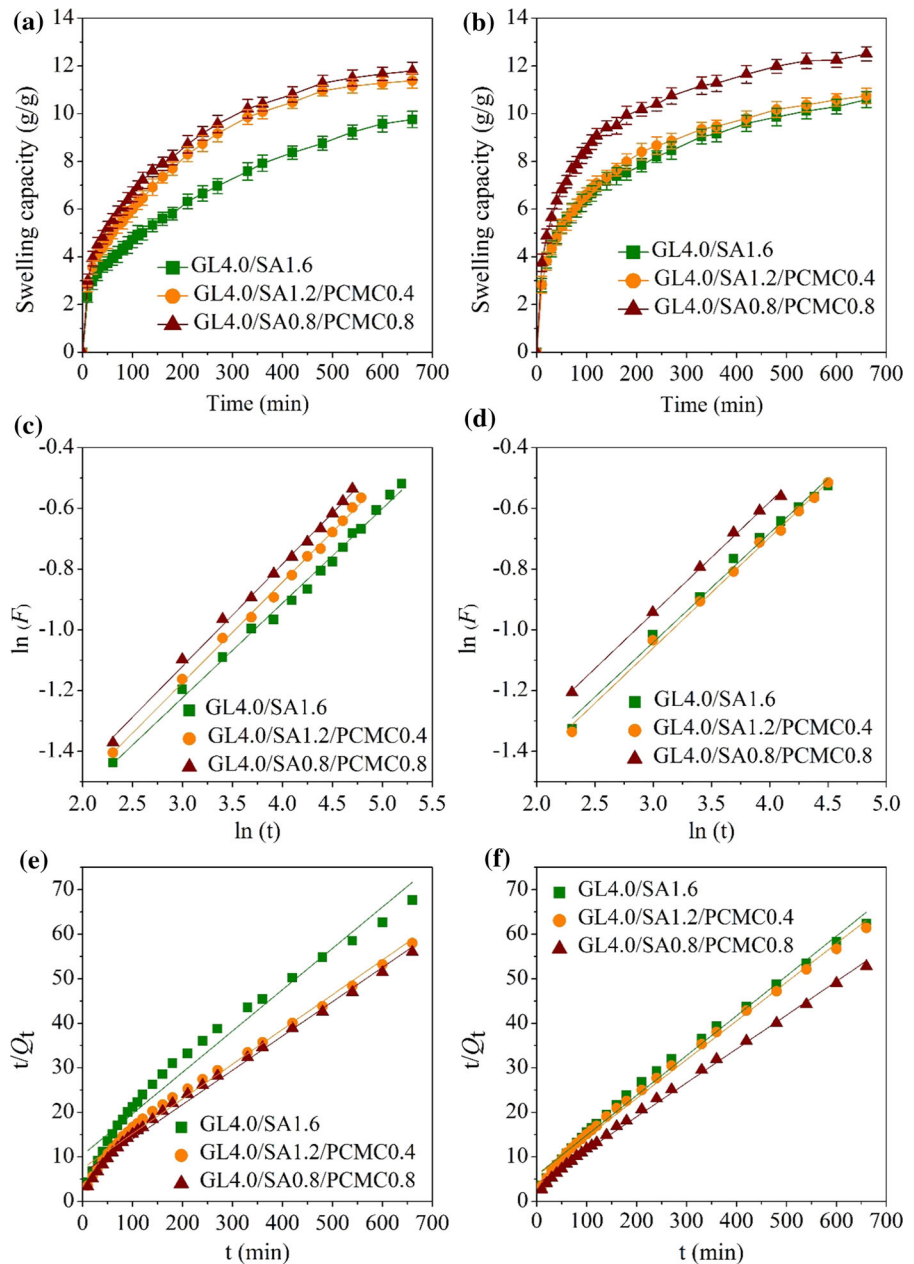 (a)
14
12
10
8
6
4
2
0
Swelling capacity (g/g)
GL4.0/SA1.6
GL4.0/SA1.2/PCMC0.4
GL4.0/SA0.8/PCMC0.8
0 100 200 300 400 500 600 700
Time (min)
(b)
14
12
10
8
6
4
2
0
Swelling capacity (g/g)
GL4.0/SA1.6
GL4.0/SA1.2/PCMC0.4
GL4.0/SA0.8/PCMC0.8
0 100 200 300 400 500 600 700
Time (min)
(c)
-0.4
-0.6
-0.8
-1.0
-1.2
-1.4
ln (F)
GL4.0/SA1.6
GL4.0/SA1.2/PCMC0.4
GL4.0/SA0.8/PCMC0.8
2.0 2.5 3.0 3.5 4.0 4.5 5.0 5.5
ln (t)
(d)
-0.4
-0.6
-0.8
-1.0
-1.2
-1.4
ln (F)
GL4.0/SA1.6
GL4.0/SA1.2/PCMC0.4
GL4.0/SA0.8/PCMC0.8
2.0 2.5 3.0 3.5 4.0 4.5 5.0
ln (t)
(e)
70
60
50
40
30
20
10
0
t/Qt
GL4.0/SA1.6
GL4.0/SA1.2/PCMC0.4
GL4.0/SA0.8/PCMC0.8
0 100 200 300 400 500 600 700
t (min)
(f)
70
60
50
40
30
20
10
0
t/Qt
GL4.0/SA1.6
GL4.0/SA1.2/PCMC0.4
GL4.0/SA0.8/PCMC0.8
0 100 200 300 400 500 600 700
t (min)